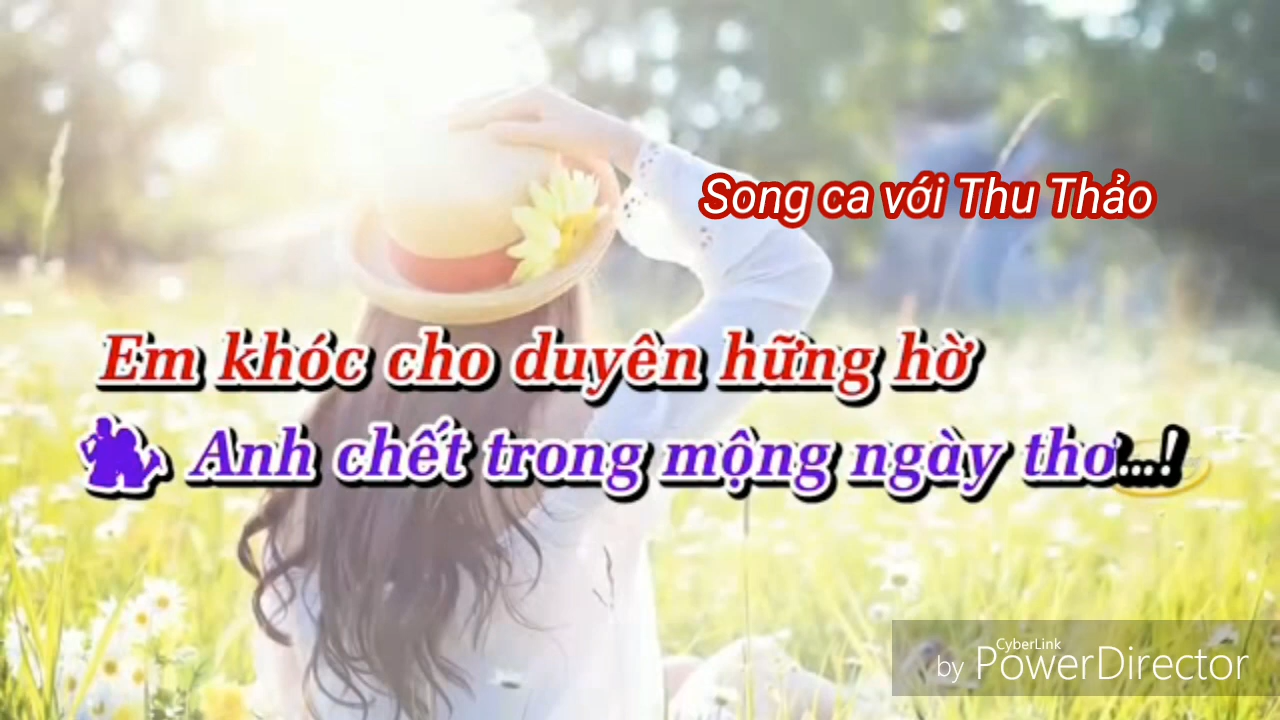 Song ca với Thu Thảo
Em khóc cho duyên hững hờ
Anh chết trong mộng ngày thơ...!
CyberLink
by PowerDirector